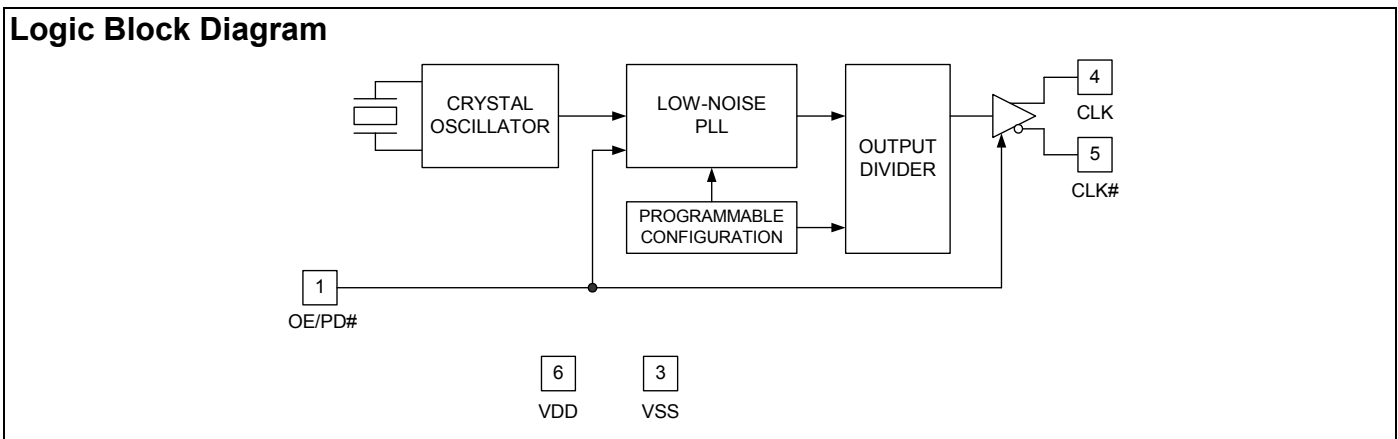 Logic Block Diagram
CRYSTAL
OSCILLATOR
LOW-NOISE
PLL
OUTPUT
DIVIDER
4
CLK
5
CLK#
PROGRAMMABLE
CONFIGURATION
1
OE/PD#
6
VDD
3
VSS